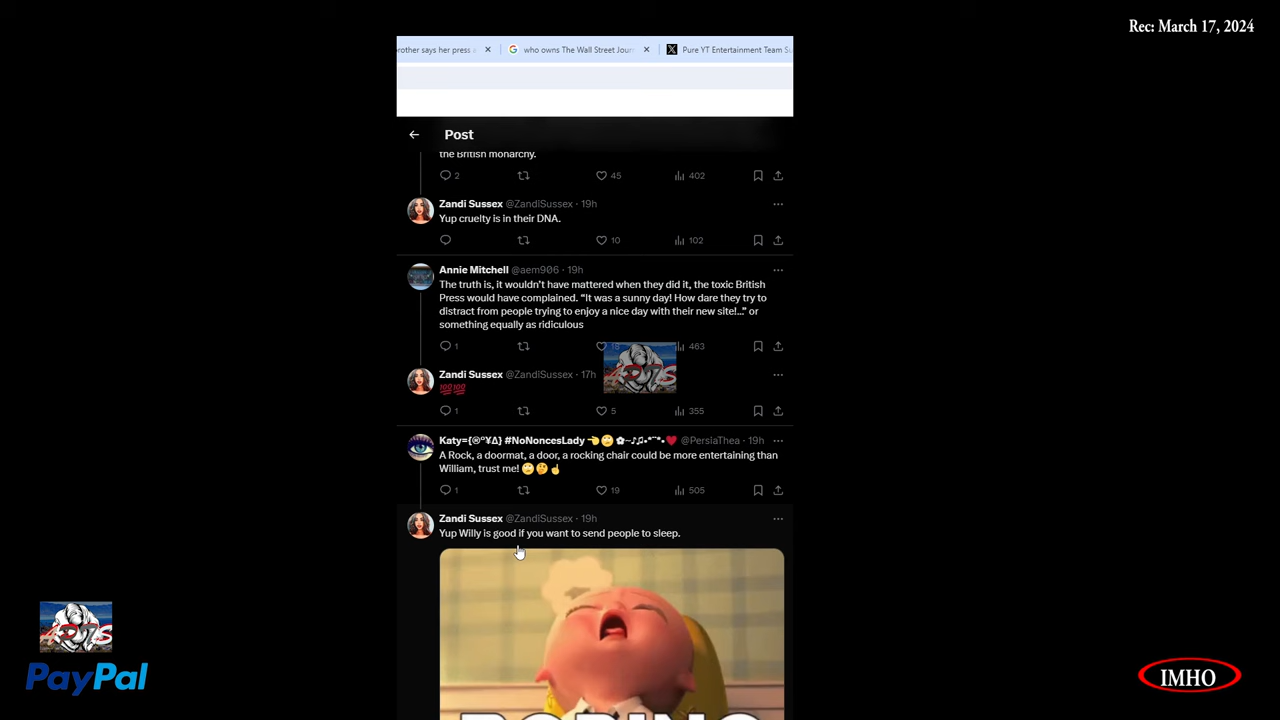 Rec: March 17, 2024
brother says her press
who owns The Wall Street Jour
Pure YT Entertainment Team Su
Post
the British monarchy.
2 45 402
Zandi Sussex @ZandiSussex · 19h
Yup cruelty is in their DNA.
10 102
Annie Mitchell @aem906 · 19h
The truth is, it wouldn't have mattered when they did it, the toxic British
Press would have complained. “It was a sunny day! How dare they try to
distract from people trying to enjoy a nice day with their new site!...” or
something equally as ridiculous
1 463
Zandi Sussex @ZandiSussex · 17h
💯💯
1 5 355
Katy={®º¥Δ} #NoNoncesLady 👈🙄 ✿~♪♫•*¨*•♥ @PersiaThea · 19h
A Rock, a doormat, a door, a rocking chair could be more entertaining than
William, trust me! 🙄🤔☝
1 19 505
Zandi Sussex @ZandiSussex · 19h
Yup Willy is good if you want to send people to sleep.
BORING
PayPal
IMHO